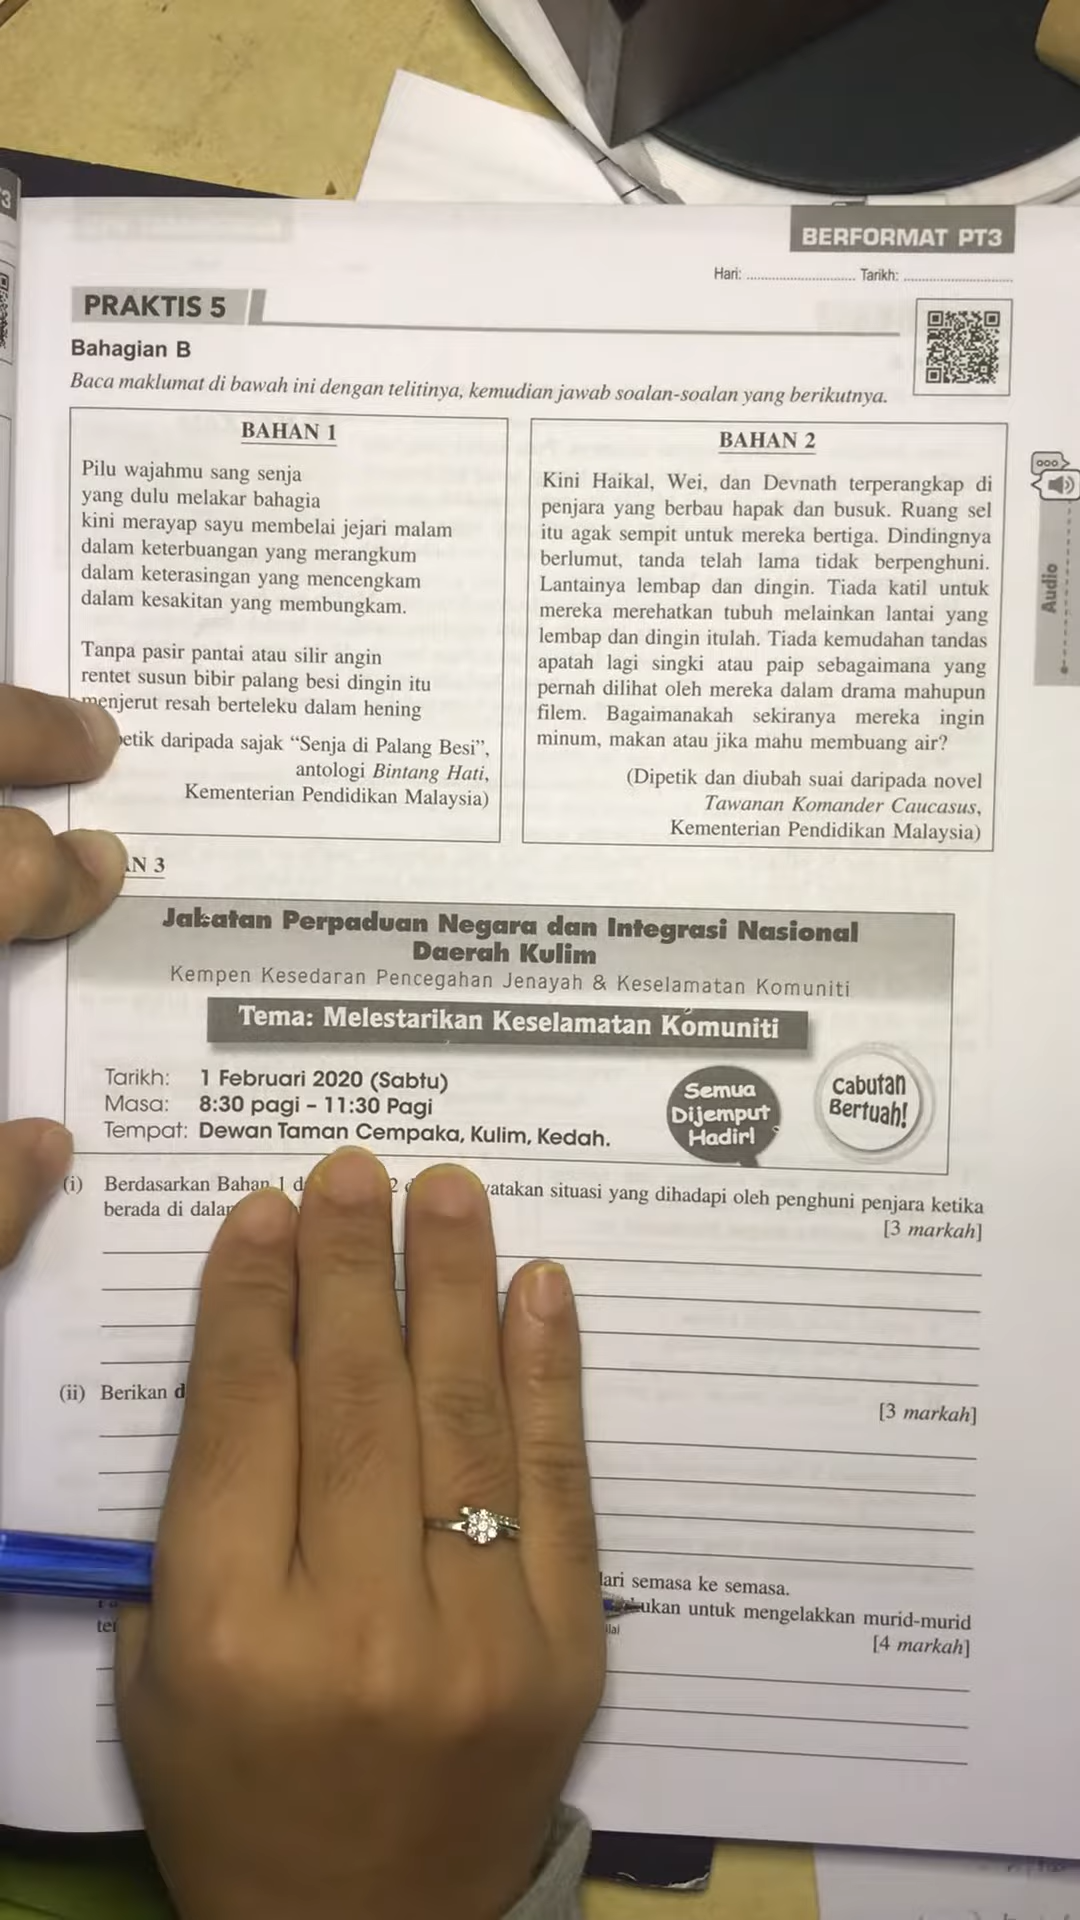 BERFORMAT PT3
Hari: Tarikh:
PRAKTIS 5
Bahagian B
Baca maklumat di bawah ini dengan telitinya, kemudian jawab soalan-soalan yang berikutnya.
BAHAN 1
Pilu wajahmu sang senja
yang dulu melakar bahagia
kini merayap sayu membelai jejari malam
dalam keterbuangan yang merangkum
dalam keterasingan yang mencengkam
dalam kesakitan yang membungkam.
Tanpa pasir pantai atau silir angin
rentet susun bibir palang besi dingin itu
menjerut resah berteleku dalam hening
etik daripada sajak “Senja di Palang Besi”,
antologi Bintang Hati,
Kementerian Pendidikan Malaysia)
BAHAN 2
Kini Haikal, Wei, dan Devnath terperangkap di
penjara yang berbau hapak dan busuk. Ruang sel
itu agak sempit untuk mereka bertiga. Dindingnya
berlumut, tanda telah lama tidak berpenghuni.
Lantainya lembap dan dingin. Tiada katil untuk
mereka merehatkan tubuh melainkan lantai yang
lembap dan dingin itulah. Tiada kemudahan tandas
apatah lagi singki atau paip sebagaimana yang
pernah dilihat oleh mereka dalam drama mahupun
filem. Bagaimanakah sekiranya mereka ingin
minum, makan atau jika mahu membuang air?
(Dipetik dan diubah suai daripada novel
Tawanan Komander Caucasus,
Kementerian Pendidikan Malaysia)
Audio
N 3
Jabatan Perpaduan Negara dan Integrasi Nasional
Daerah Kulim
Kempen Kesedaran Pencegahan Jenayah & Keselamatan Komuniti
Tema: Melestarikan Keselamatan Komuniti
Tarikh: 1 Februari 2020 (Sabtu)
Masa: 8:30 pagi – 11:30 Pagi
Tempat: Dewan Taman Cempaka, Kulim, Kedah.
Semua
Dijemput
Hadir!
Cabutan
Bertuah!
(i) Berdasarkan Bahan 1 d 2 yatakan situasi yang dihadapi oleh penghuni penjara ketika
berada di dalam
[3 markah]
(ii) Berikan d
[3 markah]
lari semasa ke semasa.
kukan untuk mengelakkan murid-murid
ter
[4 markah]